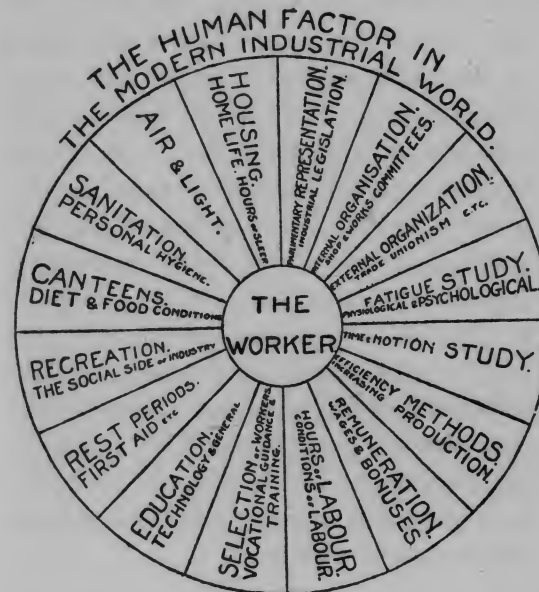 THE HUMAN FACTOR IN
THE MODERN INDUSTRIAL WORLD.
THE
WORKER
AIR & LIGHT.
HOUSING.
HOME LIFE. HOURS OF SLEEP
PARLIMENTARY REPRESENTATION.
INDUSTRIAL LEGISLATION.
INTERNAL ORGANISATION.
SHOP & WORKS COMMITTEES.
EXTERNAL ORGANIZATION.
TRADE UNIONISM ETC.
FATIGUE STUDY.
PHYSIOLOGICAL & PSYCHOLOGICAL.
TIME & MOTION STUDY.
EFFICIENCY METHODS
INCREASING PRODUCTION.
REMUNERATION.
WAGES & BONUSES.
HOURS OF LABOUR.
CONDITIONS OF LABOUR.
SELECTION OF WORKERS.
VOCATIONAL GUIDANCE &
TRAINING.
EDUCATION.
TECHNOLOGY & GENERAL
REST PERIODS.
FIRST AID ETC
RECREATION.
THE SOCIAL SIDE OF INDUSTRY
CANTEENS.
DIET & FOOD CONDITIONS
SANITATION.
PERSONAL HYGIENE.